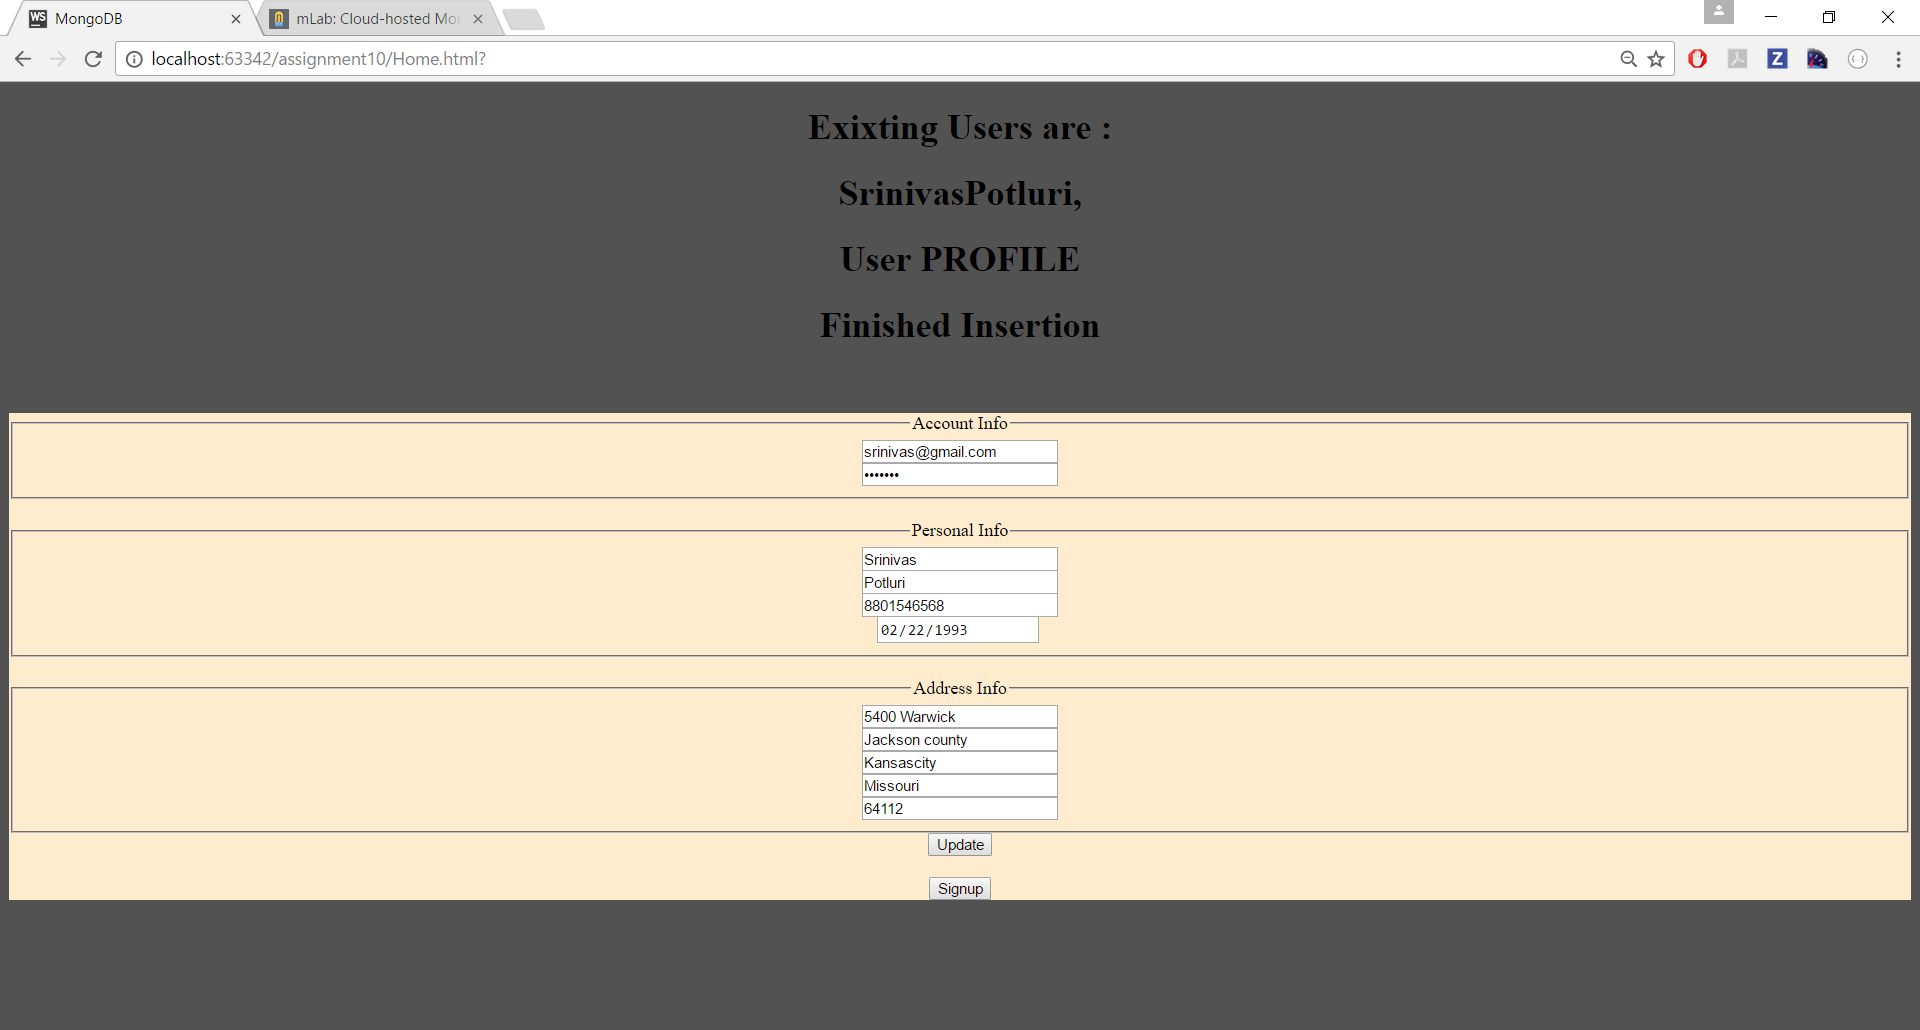 MongoDB
mLab: Cloud-hosted Mo
localhost:63342/assignment10/Home.html?
Exixting Users are :
SrinivasPotluri,
User PROFILE
Finished Insertion
Account Info
srinivas@gmail.com
•••••••
Personal Info
Srinivas
Potluri
8801546568
02/22/1993
Address Info
5400 Warwick
Jackson county
Kansascity
Missouri
64112
Update
Signup